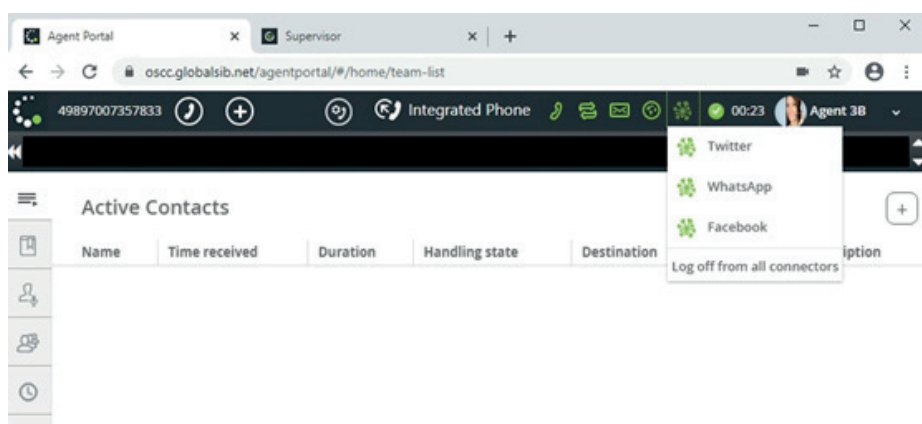 Agent Portal
Supervisor
oscc.globalsib.net/agentportal/#/home/team-list
49897007357833
Integrated Phone
00:23
Agent 3B
Twitter
WhatsApp
Facebook
Log off from all connectors
Active Contacts
Name Time received Duration Handling state Destination iption